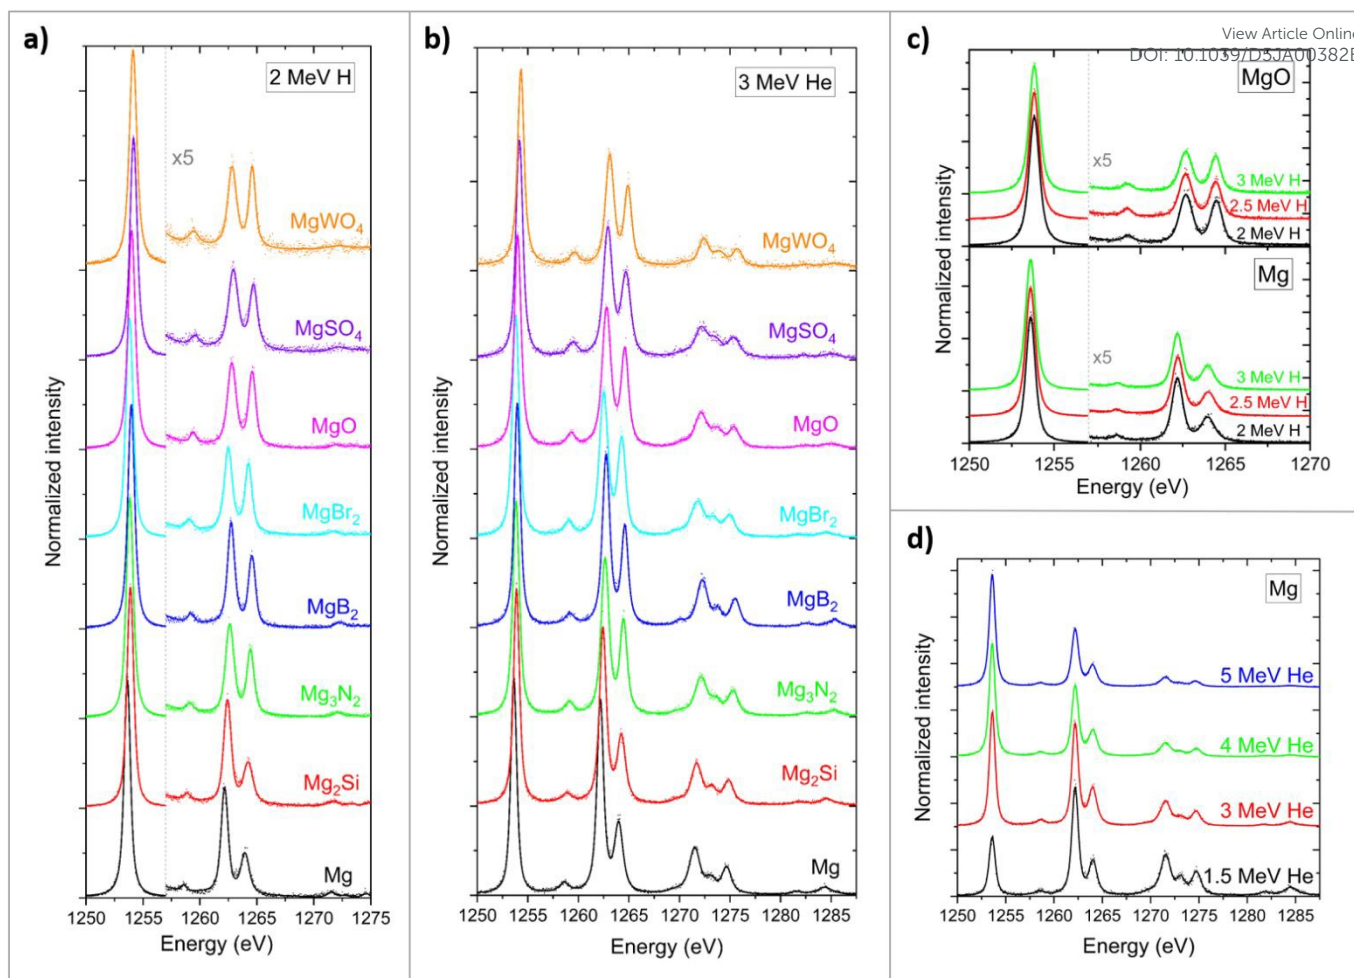 a)
2 MeV H
x5
MgWO4
MgSO4
MgO
MgBr2
MgB2
Mg3N2
Mg2Si
Mg
Normalized intensity
1250 1255 1260 1265 1270 1275
Energy (eV)
b)
3 MeV He
MgWO4
MgSO4
MgO
MgBr2
MgB2
Mg3N2
Mg2Si
Mg
Normalized intensity
1250 1255 1260 1265 1270 1275 1280 1285
Energy (eV)
c)
View Article Online
DOI: 10.1039/D5JA00382B
MgO
x5
3 MeV H
2.5 MeV H
2 MeV H
Normalized intensity
Mg
x5
3 MeV H
2.5 MeV H
2 MeV H
1250 1255 1260 1265 1270
Energy (eV)
d)
Mg
5 MeV He
4 MeV He
3 MeV He
1.5 MeV He
Normalized intensity
1250 1255 1260 1265 1270 1275 1280 1285
Energy (eV)